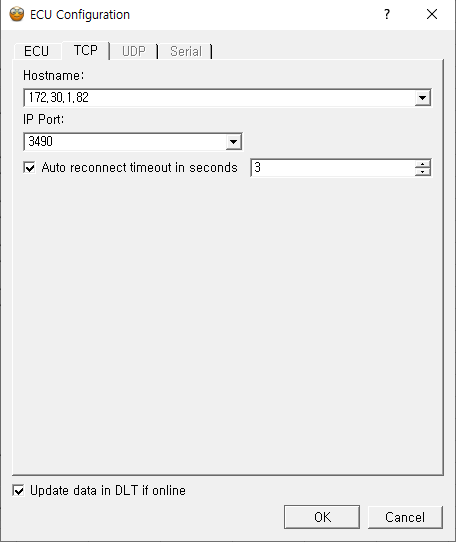 ECU Configuration
?
ECU TCP UDP Serial
Hostname:
172,30,1,82
IP Port:
3490
Auto reconnect timeout in seconds 3
Update data in DLT if online
OK Cancel